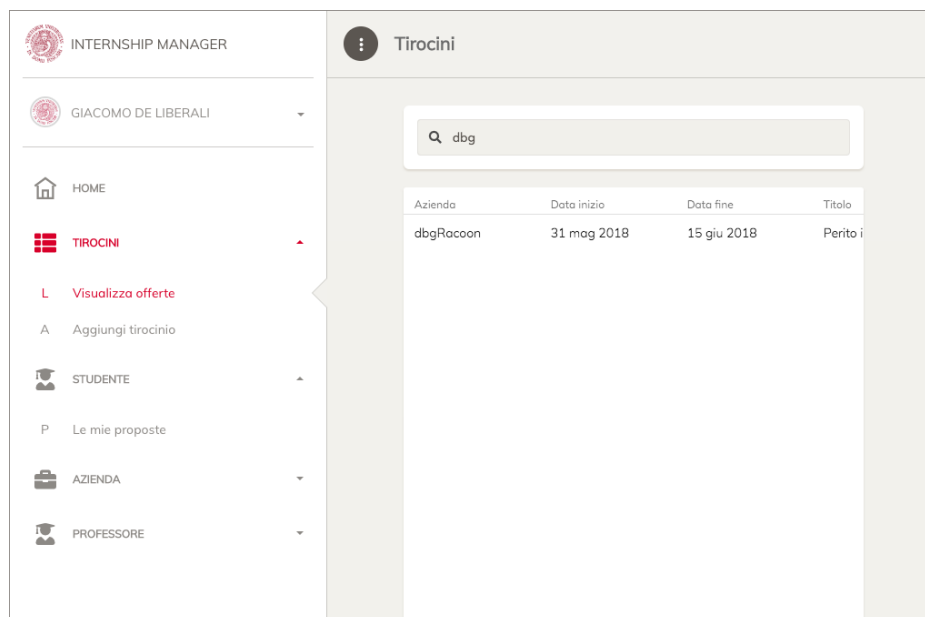 INTERNSHIP MANAGER
GIACOMO DE LIBERALI
HOME
TIROCINI
L Visualizza offerte
A Aggiungi tirocinio
STUDENTE
P Le mie proposte
AZIENDA
PROFESSORE
Tirocini
dbg
Azienda Data inizio Data fine Titolo
dbgRacoon 31 mag 2018 15 giu 2018 Perito i